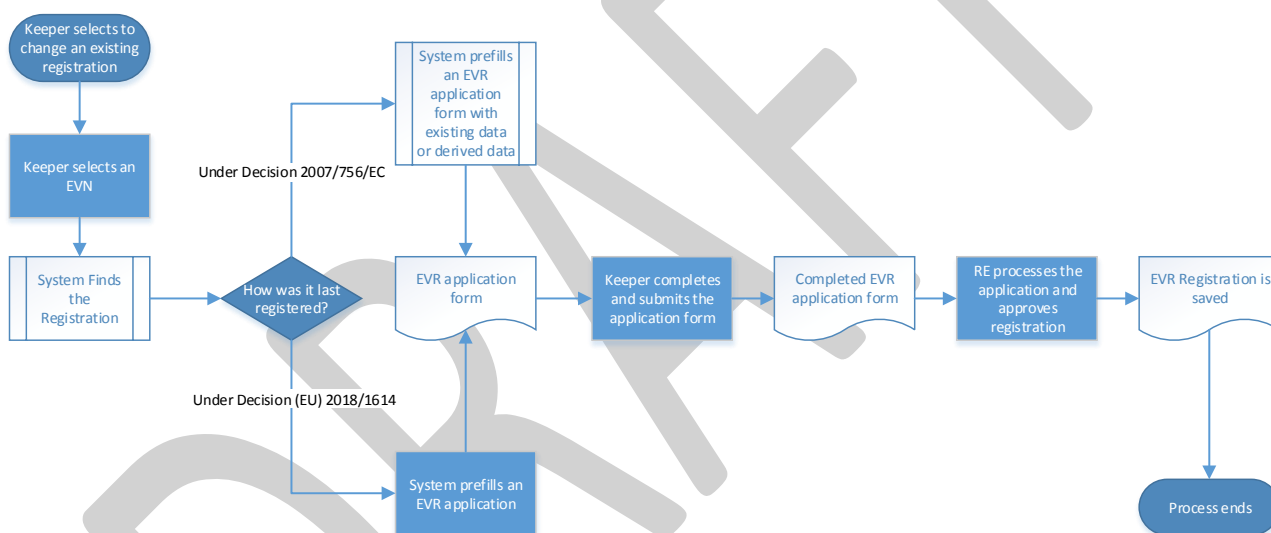 Keeper selects to
change an existing
registration
Keeper selects an
EVN
System Finds
the
Registration
How was it last
registered?
Under Decision 2007/756/EC
System prefills
an EVR
application
form with
existing data
or derived data
Under Decision (EU) 2018/1614
System prefills an
EVR application
EVR application
form
Keeper completes
and submits the
application form
Completed EVR
application form
RE processes the
application and
approves
registration
EVR Registration is
saved
Process ends
DRAFT